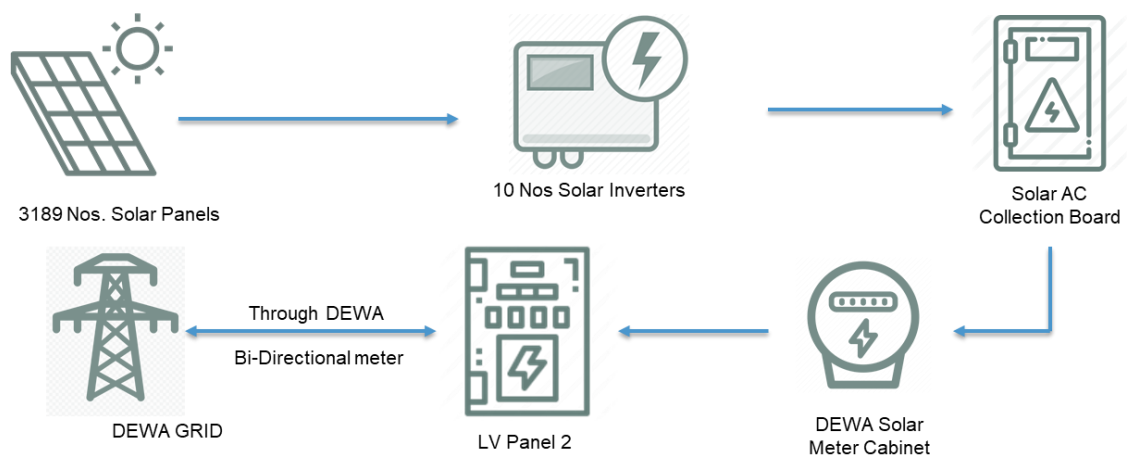 3189 Nos. Solar Panels
10 Nos Solar Inverters
Solar AC
Collection Board
DEWA GRID
Through DEWA
Bi-Directional meter
LV Panel 2
DEWA Solar
Meter Cabinet